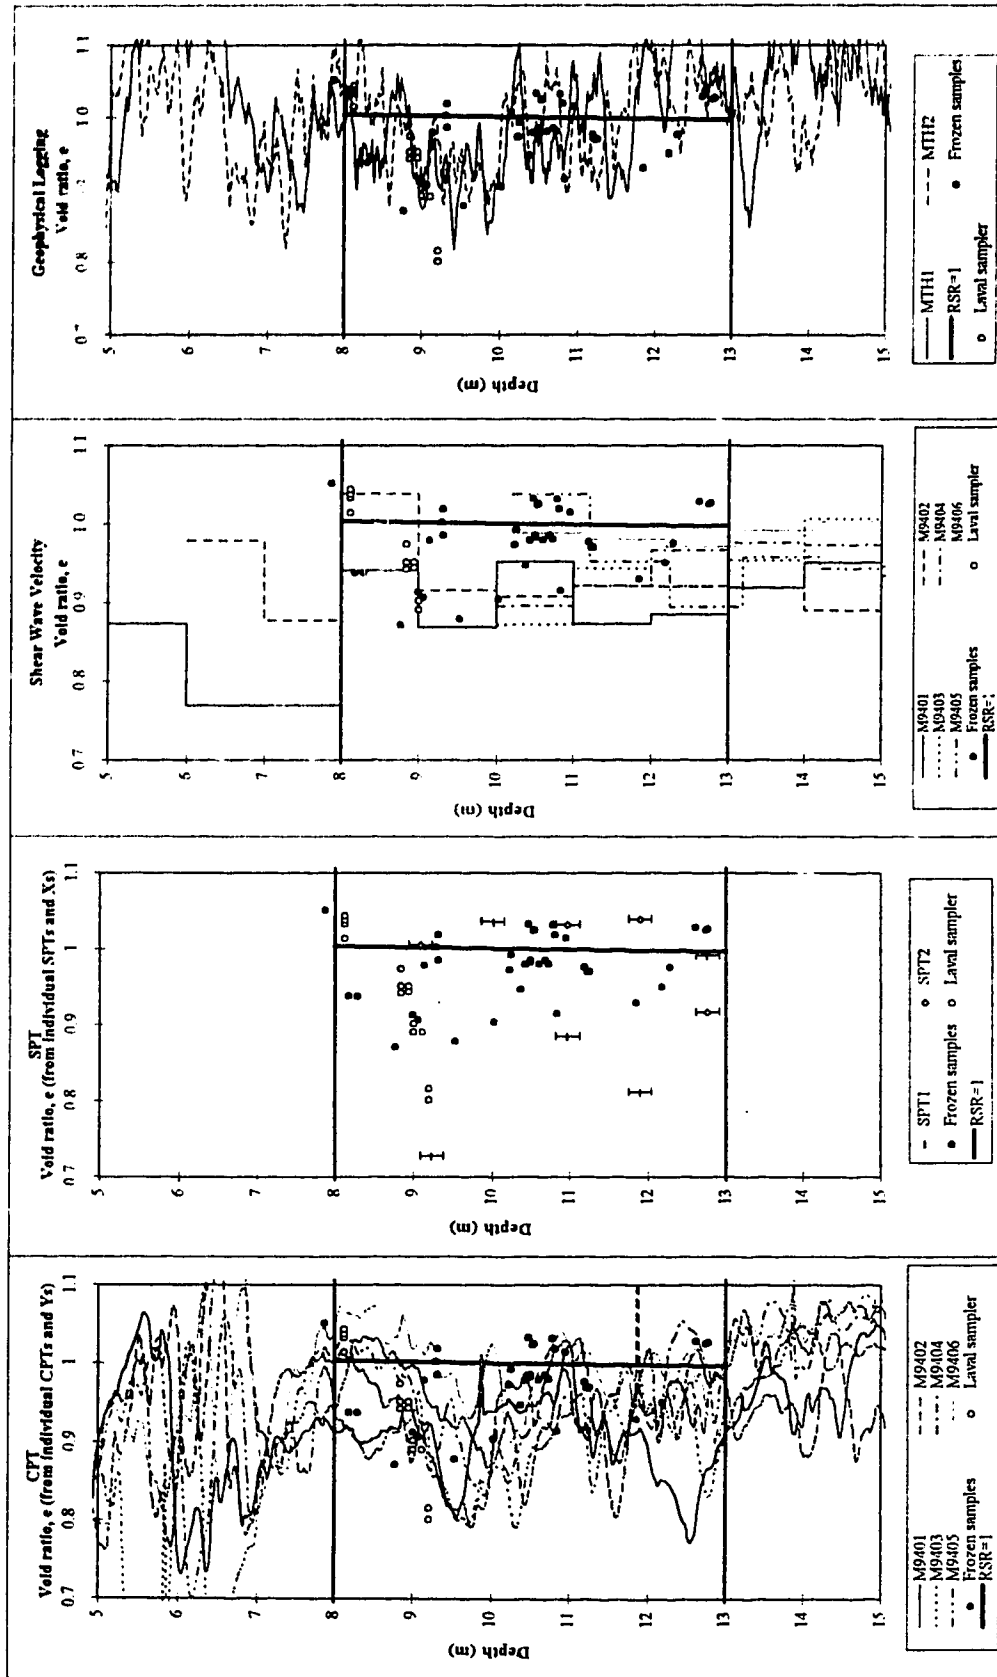 CPT
Void ratio, e (from individual CPTs and Ys)
0.7 0.8 0.9 1 1.1
Depth (m)
5
6
7
8
9
10
11
12
13
14
15
M9401 M9402
M9403 M9404
M9405 M9406
Frozen samples Laval sampler
RSR=1
SPT
Void ratio, e (from individual SPTs and Xs)
0.7 0.8 0.9 1 1.1
Depth (m)
5
6
7
8
9
10
11
12
13
14
15
SPT1 SPT2
Frozen samples Laval sampler
RSR=1
Shear Wave Velocity
Void ratio, e
0.7 0.8 0.9 1.0 1.1
Depth (m)
5
6
7
8
9
10
11
12
13
14
15
M9401 M9402
M9403 M9404
M9405 M9406
Frozen samples Laval sampler
Geophysical Logging
Void ratio, e
0.8 1.0 1.1
Depth (m)
5
6
7
8
9
10
11
12
13
14
15
MTH1 MTH2
RSR=1 Frozen samples
Laval sampler